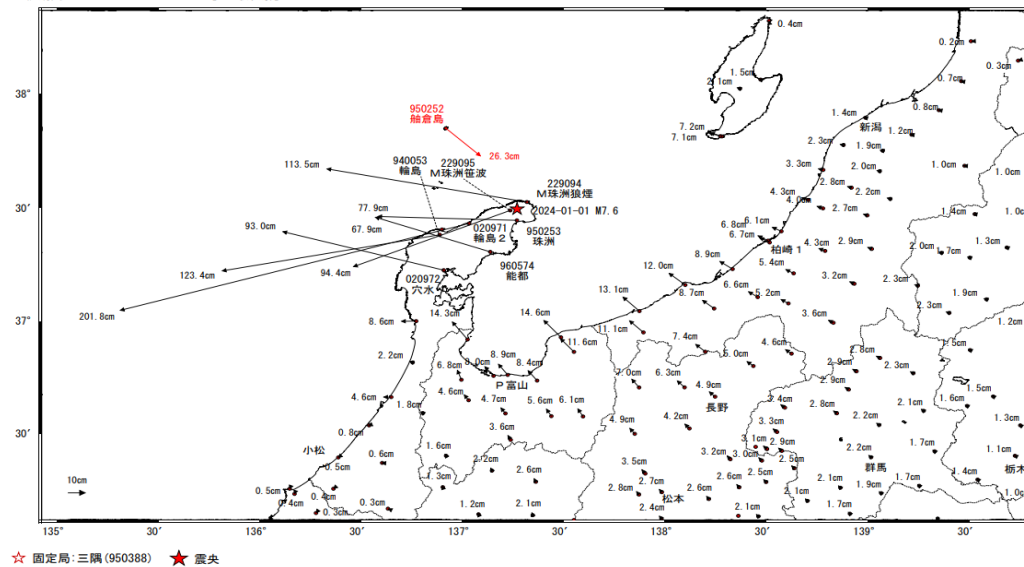 0.4cm
0.2cm
0.3cm
1.5cm
2.1cm
0.7cm
38°
0.8cm
950252
舳倉島
1.4cm
新潟
7.2cm
7.1cm
1.2cm
2.3cm
1.9cm
26.3cm
113.5cm
940053
輪島
229095
M珠洲笹波
3.3cm
2.0cm
1.0cm
2.8cm
1.0cm
229094
M珠洲狼煙
4.3cm
4.0cm
2.2cm
30′
77.9cm
2024-01-01 M7.6
2.7cm
1.4cm
93.0cm
67.9cm
020971
輪島2
950253
珠洲
6.1cm
6.8cm
6.7cm
柏崎1
4.3cm
2.9cm
2.0cm
1.3cm
123.4cm
94.4cm
960574
能都
8.9cm
5.4cm
020972
穴水
12.0cm
3.2cm
2.3cm
13.1cm
8.7cm
6.6cm
5.2cm
1.9cm
201.8cm
14.3cm
14.6cm
2.3cm
37°
8.6cm
11.1cm
3.6cm
1.2cm
11.6cm
7.4cm
4.6cm
2.8cm
1.5cm
2.2cm
8.9cm
5.0cm
6.8cm
8.0cm
8.4cm
2.9cm
2.3cm
P富山
7.0cm
6.3cm
4.9cm
2.9cm
1.5cm
4.6cm
1.8cm
4.6cm
4.7cm
5.6cm
6.1cm
長野
2.4cm
2.8cm
2.1cm
1.6cm
0.8cm
3.6cm
4.9cm
4.2cm
3.3cm
2.2cm
1.3cm
30′
小松
1.6cm
3.1cm
2.9cm
1.7cm
1.1cm
0.6cm
2.2cm
2.6cm
3.2cm
3.0cm
2.5cm
2.2cm
群馬
栃木
0.5cm
1.3cm
3.5cm
2.6cm
2.5cm
2.1cm
1.4cm
10cm
0.5cm
0.4cm
0.4cm
0.3cm
0.3cm
1.2cm
2.1cm
2.8cm
2.7cm
松本
2.4cm
2.6cm
2.1cm
2.1cm
1.9cm
1.7cm
1.7cm
1.0c
135°
30′
136°
30′
137°
30′
138°
30′
139°
30′
☆ 固定局:三隅(950388) ★ 震央